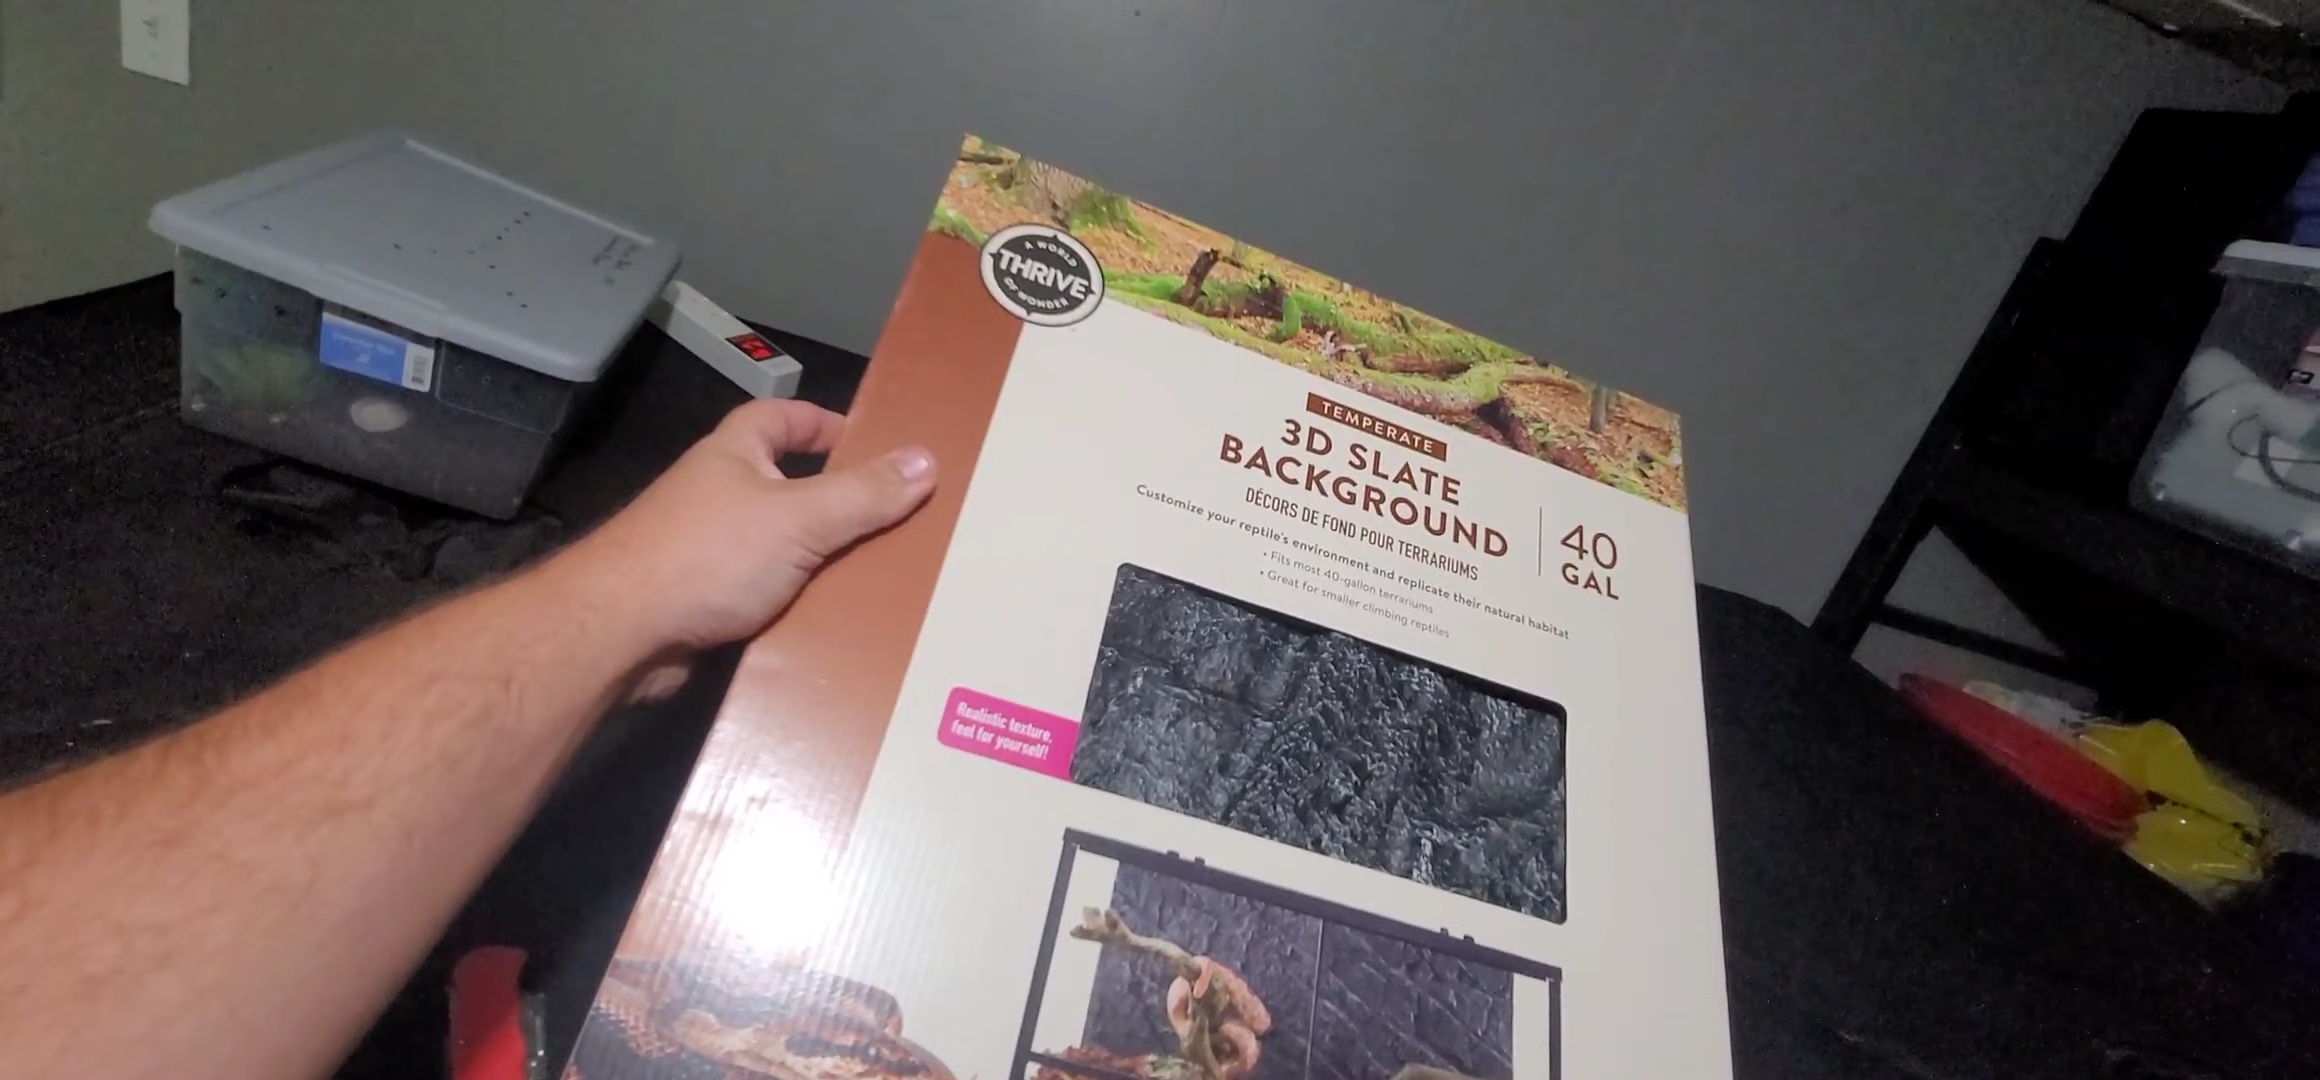 A WORLD
THRIVE
OF WONDER
TEMPERATE
3D SLATE
BACKGROUND
DÉCORS DE FOND POUR TERRARIUMS
40
GAL
Customize your reptile's environment and replicate their natural habitat
• Fits most 40-gallon terrariums
• Great for smaller climbing reptiles
Realistic texture,
feel for yourself!